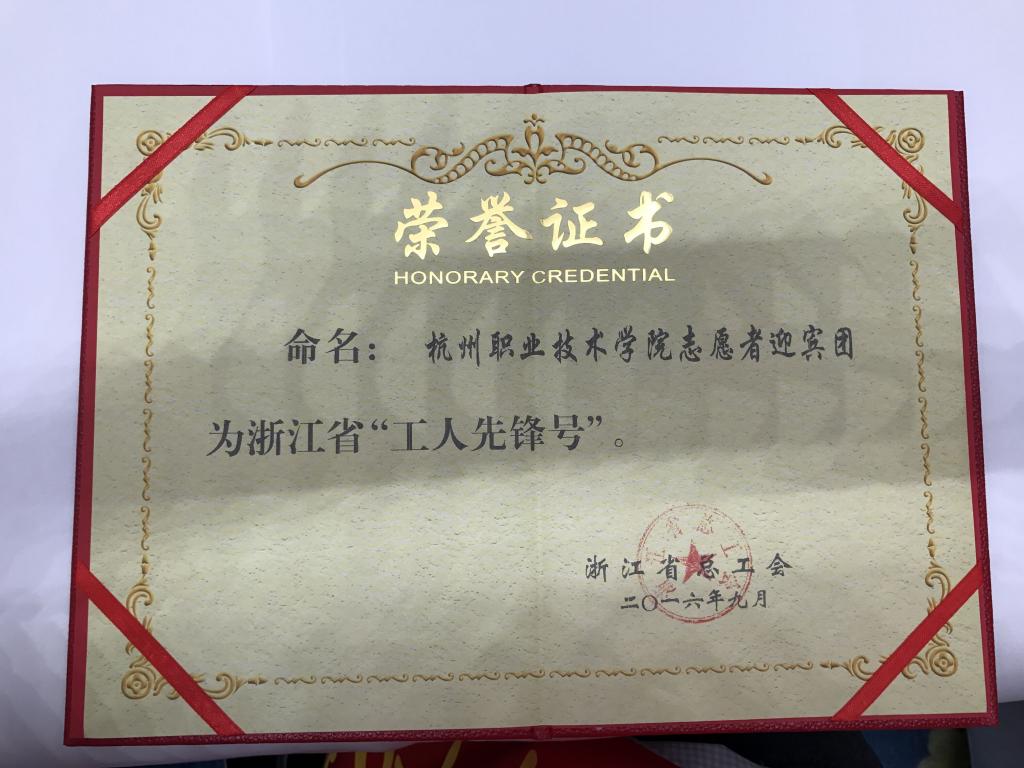 荣誉证书
HONORARY CREDENTIAL
命名： 杭州职业技术学院志愿者迎宾团
为浙江省“工人先锋号”。
浙江省总工会
二〇一六年九月